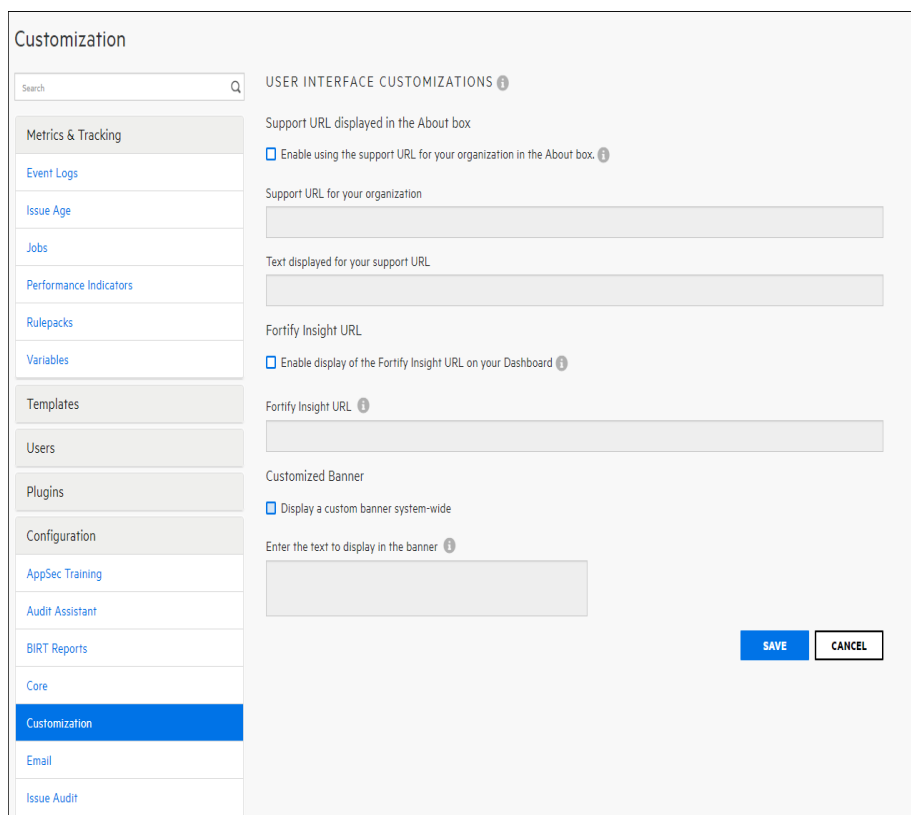 Customization
Search
Metrics & Tracking
Event Logs
Issue Age
Jobs
Performance Indicators
Rulepacks
Variables
Templates
Users
Plugins
Configuration
AppSec Training
Audit Assistant
BIRT Reports
Core
Customization
Email
Issue Audit
USER INTERFACE CUSTOMIZATIONS
Support URL displayed in the About box
Enable using the support URL for your organization in the About box.
Support URL for your organization
Text displayed for your support URL
Fortify Insight URL
Enable display of the Fortify Insight URL on your Dashboard
Fortify Insight URL
Customized Banner
Display a custom banner system-wide
Enter the text to display in the banner
SAVE
CANCEL